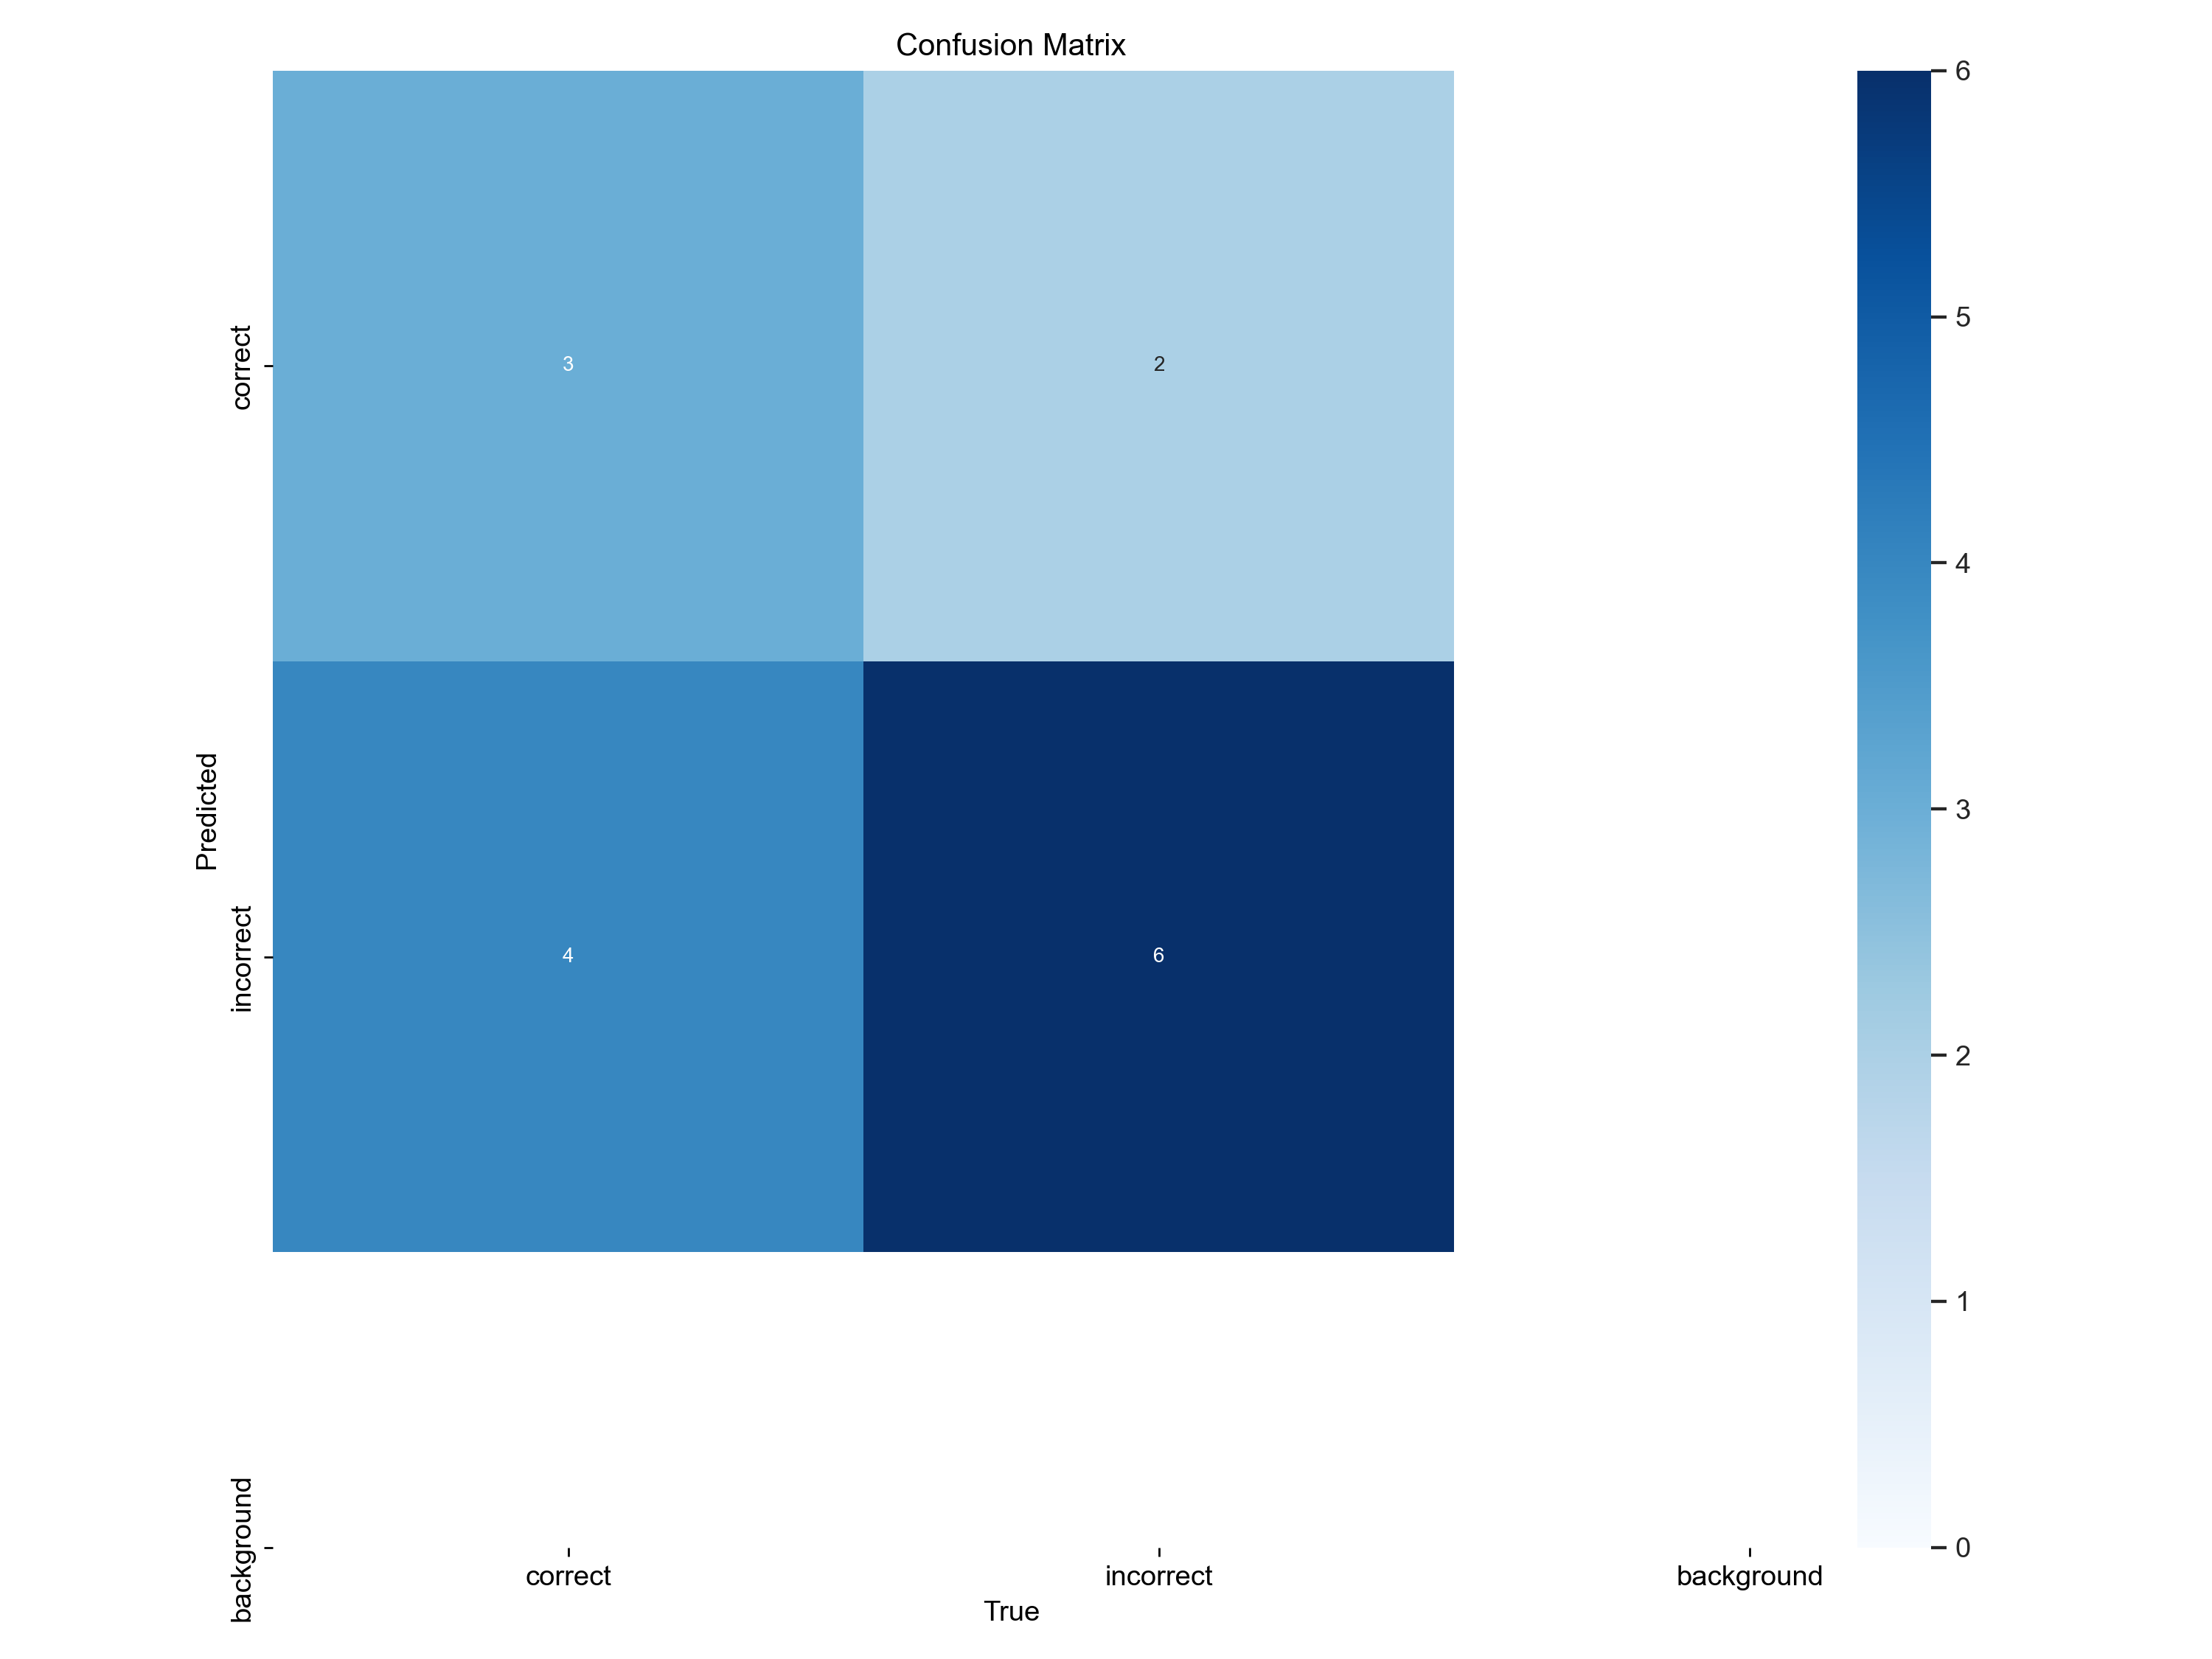 Confusion Matrix
correct
3
2
Predicted
incorrect
4
6
background
correct
incorrect
background
True
6
5
4
3
2
1
0